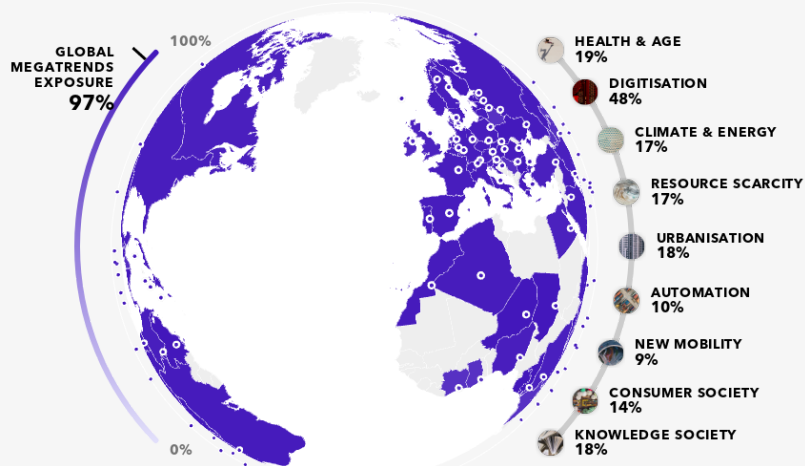 GLOBAL
MEGATRENDS
EXPOSURE
97%
100%
0%
HEALTH & AGE
19%
DIGITISATION
48%
CLIMATE & ENERGY
17%
RESOURCE SCARCITY
17%
URBANISATION
18%
AUTOMATION
10%
NEW MOBILITY
9%
CONSUMER SOCIETY
14%
KNOWLEDGE SOCIETY
18%